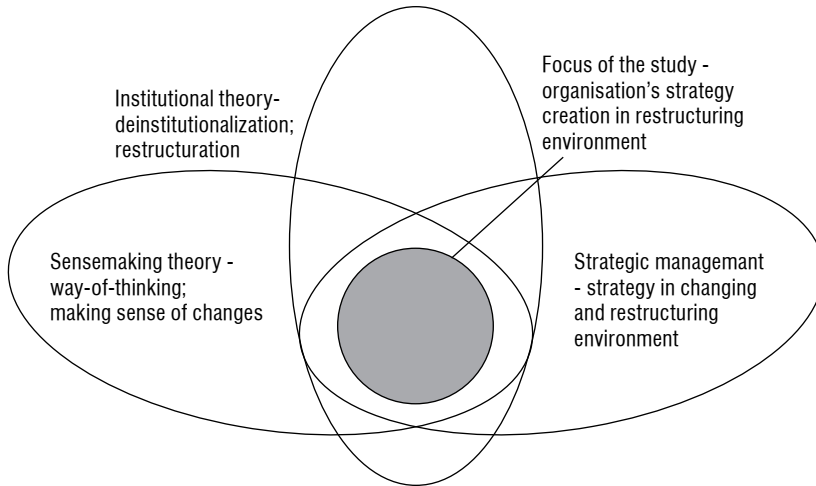 Institutional theory-
deinstitutionalization;
restructuration
Focus of the study -
organisation's strategy
creation in restructuring
environment
Sensemaking theory -
way-of-thinking;
making sense of changes
Strategic managemant
- strategy in changing
and restructuring
environment